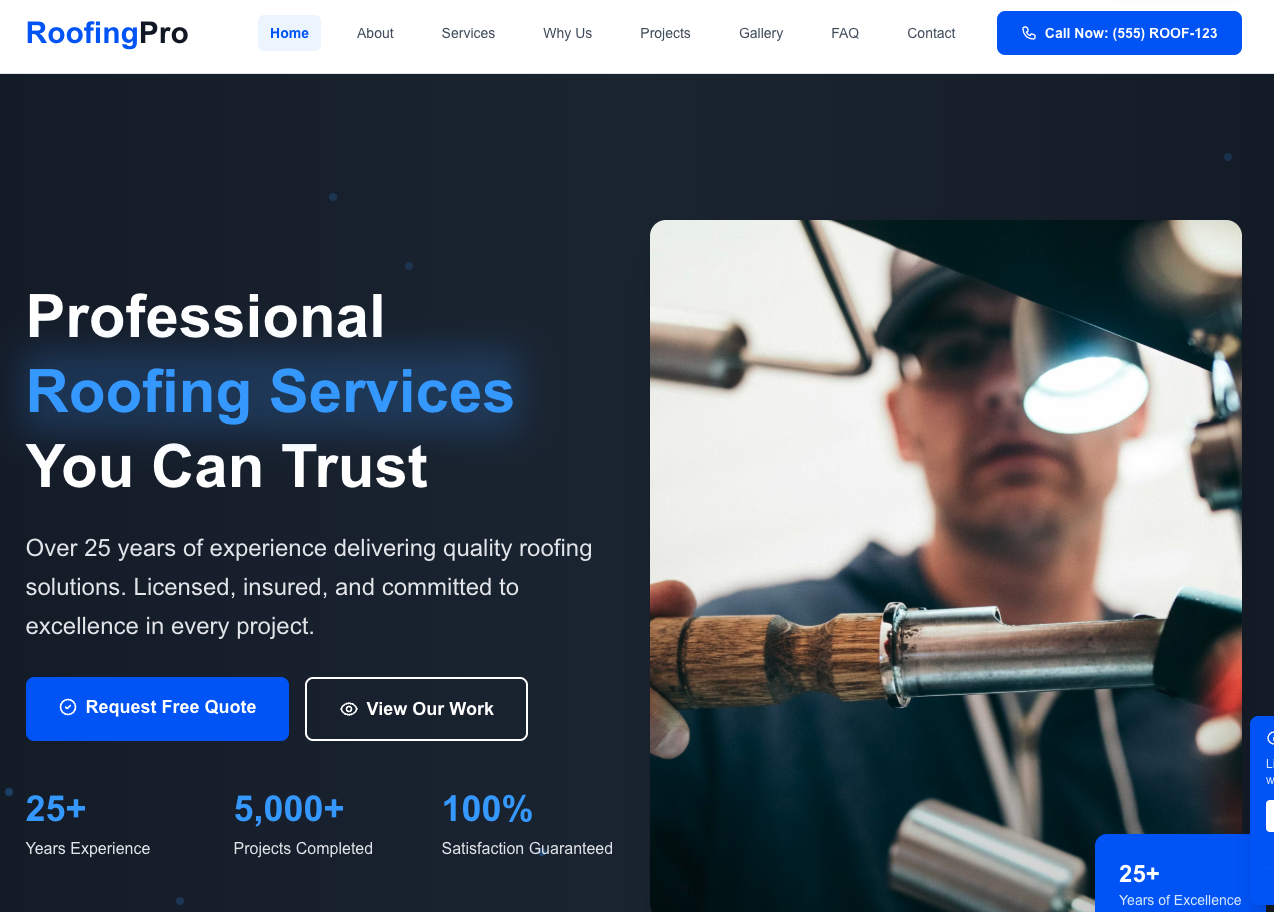 RoofingPro
Home
About
Services
Why Us
Projects
Gallery
FAQ
Contact
Call Now: (555) ROOF-123
Professional
Roofing Services
You Can Trust
Over 25 years of experience delivering quality roofing
solutions. Licensed, insured, and committed to
excellence in every project.
Request Free Quote
View Our Work
25+
Years Experience
5,000+
Projects Completed
100%
Satisfaction Guaranteed
25+
Years of Excellence